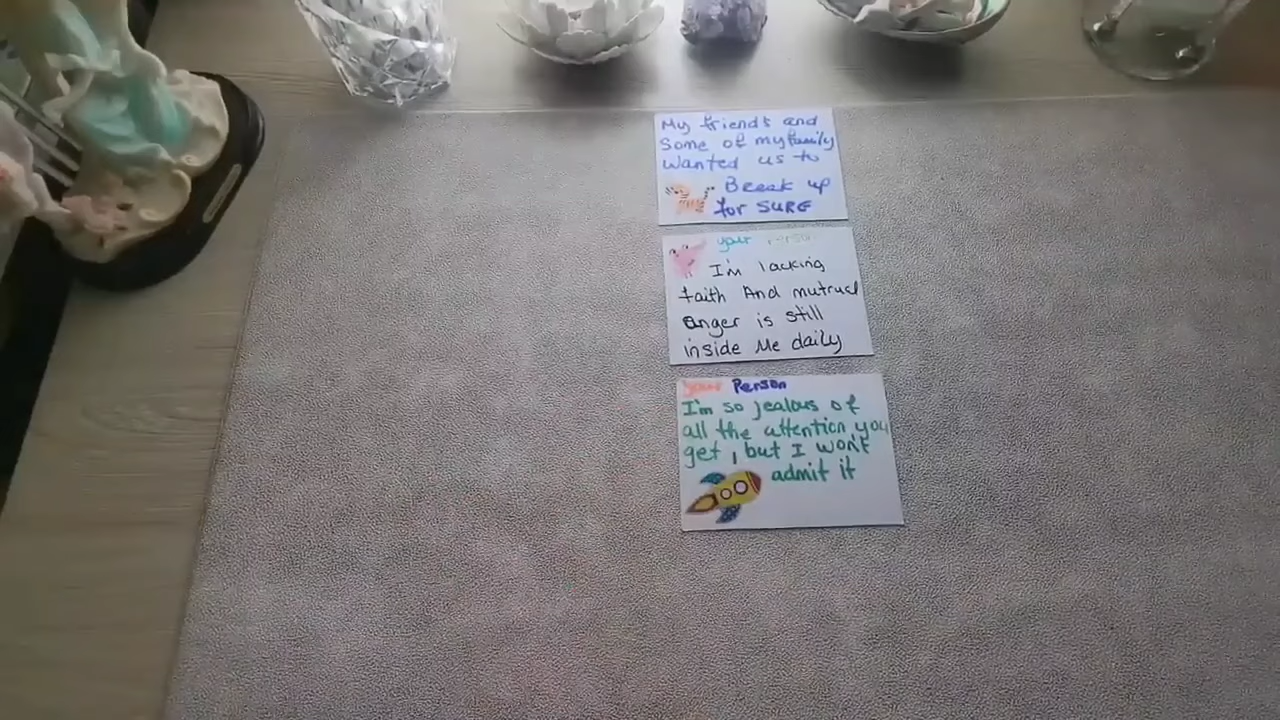 My friends and
Some of my family
Wanted us to
Break up
for SURE
your Person
I'm lacking
faith And mutrual
anger is still
inside Me daily
your Person
I'm so jealous of
all the attention you
get, but I WON'T
admit it